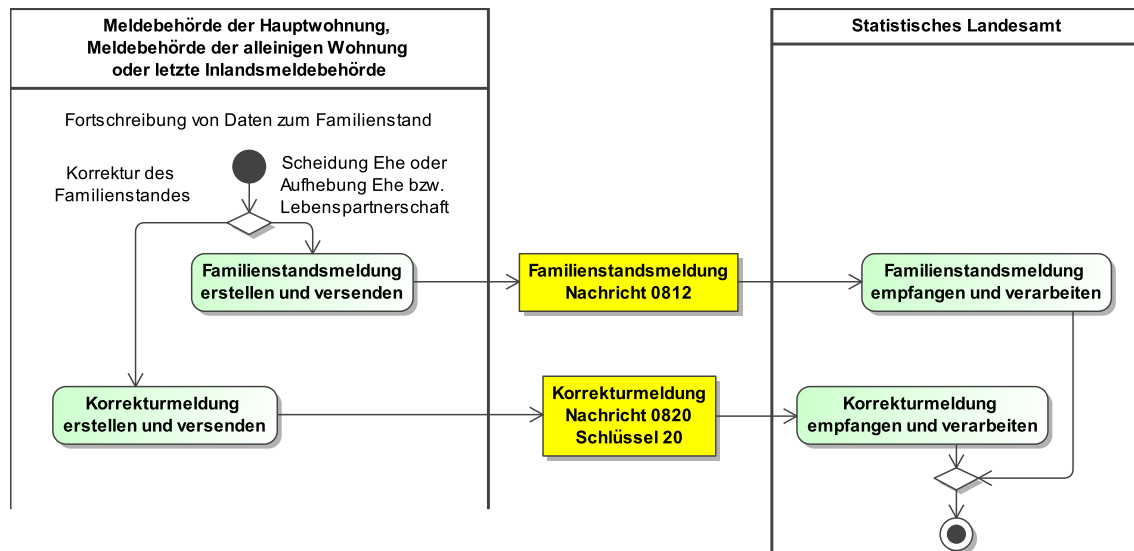 Meldebehörde der Hauptwohnung,
Meldebehörde der alleinigen Wohnung
oder letzte Inlandsmeldebehörde
Statistisches Landesamt
Fortschreibung von Daten zum Familienstand
Korrektur des
Familienstandes
Scheidung Ehe oder
Aufhebung Ehe bzw.
Lebenspartnerschaft
Familienstandsmeldung
erstellen und versenden
Familienstandsmeldung
Nachricht 0812
Familienstandsmeldung
empfangen und verarbeiten
Korrekturmeldung
erstellen und versenden
Korrekturmeldung
Nachricht 0820
Schlüssel 20
Korrekturmeldung
empfangen und verarbeiten